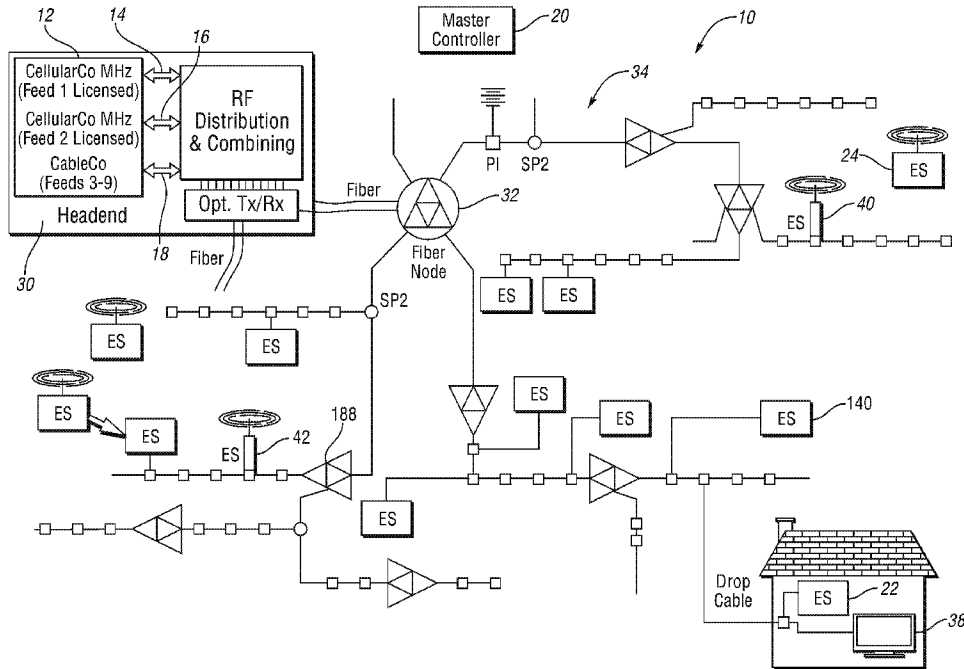 12
14
16
20
10
Master
Controller
CellularCo MHz
(Feed 1 Licensed)
CellularCo MHz
(Feed 2 Licensed)
CableCo
(Feeds 3-9)
RF
Distribution
& Combining
Opt. Tx/Rx
Headend
30
18
Fiber
Fiber
Fiber
Node
32
34
PI
SP2
24
ES
ES
40
ES
ES
SP2
ES
ES
ES
ES
ES
42
188
ES
ES
ES
140
ES
Drop
Cable
ES
22
38